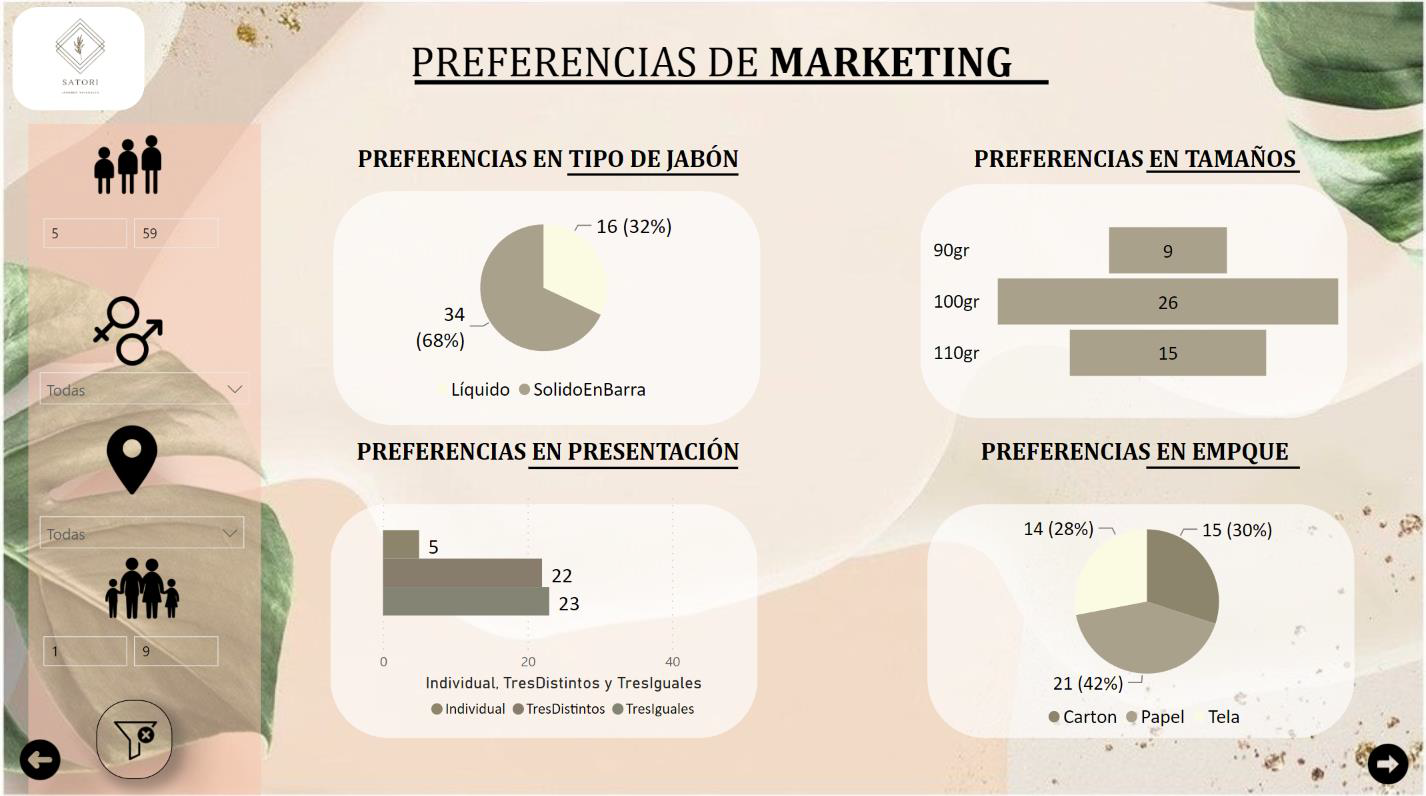 SATORI
PREFERENCIAS DE MARKETING
5
59
Todas
Todas
1
9
PREFERENCIAS EN TIPO DE JABÓN
16 (32%)
34
(68%)
Líquido SolidoEnBarra
PREFERENCIAS EN TAMAÑOS
90gr 9
100gr 26
110gr 15
PREFERENCIAS EN PRESENTACIÓN
5
22
23
0 20 40
Individual, TresDistintos y TresIguales
Individual TresDistintos TresIguales
PREFERENCIAS EN EMPQUE
14 (28%) 15 (30%)
21 (42%)
Carton Papel Tela